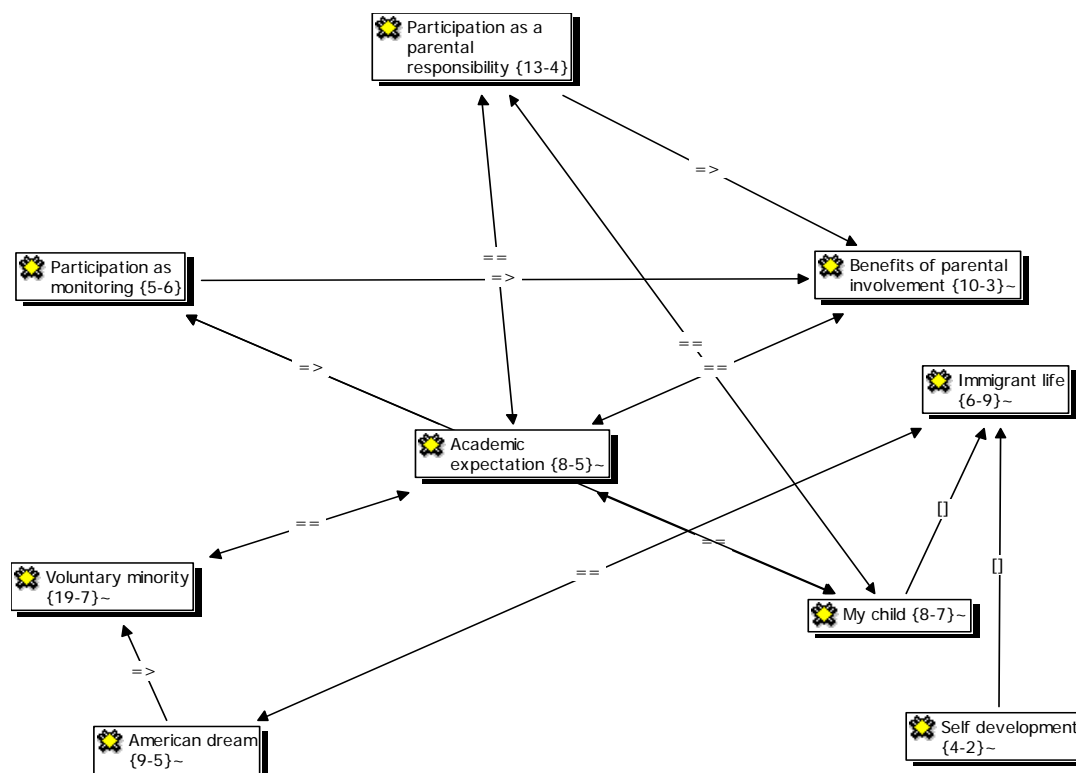 Participation as a
parental
responsibility {13-4}
=>
==
Participation as
monitoring {5-6}
=>
Benefits of parental
involvement {10-3}~
==
==
=>
Immigrant life
{6-9}~
Academic
expectation {8-5}~
[]
==
==
[]
==
Voluntary minority
{19-7}~
My child {8-7}~
=>
American dream
{9-5}~
Self development
{4-2}~